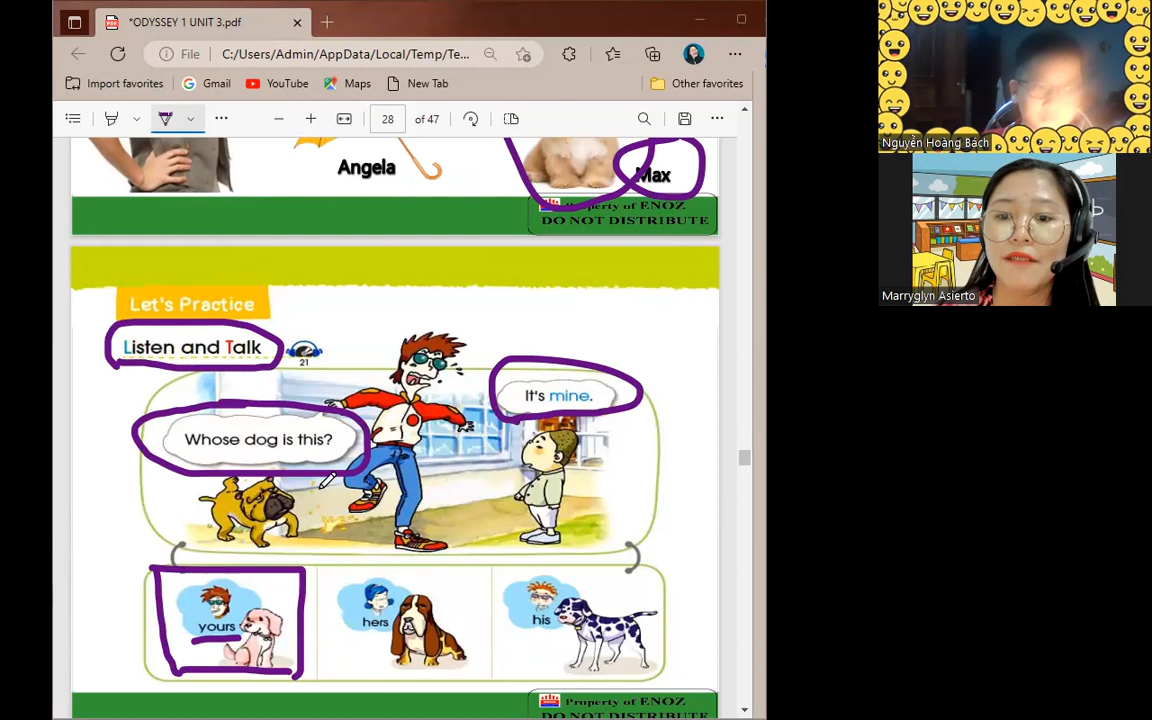 *ODYSSEY 1 UNIT 3.pdf
File
C:/Users/Admin/AppData/Local/Temp/Te...
Import favorites
Gmail
YouTube
Maps
New Tab
Other favorites
28
of 47
Angela
Max
Property of ENOZ
DO NOT DISTRIBUTE
Let's Practice
Listen and Talk
21
It's mine.
Whose dog is this?
yours
hers
his
Property of ENOZ
DO NOT DISTRIBUTE
Nguyễn Hoàng Bách
Marryglyn Asierto